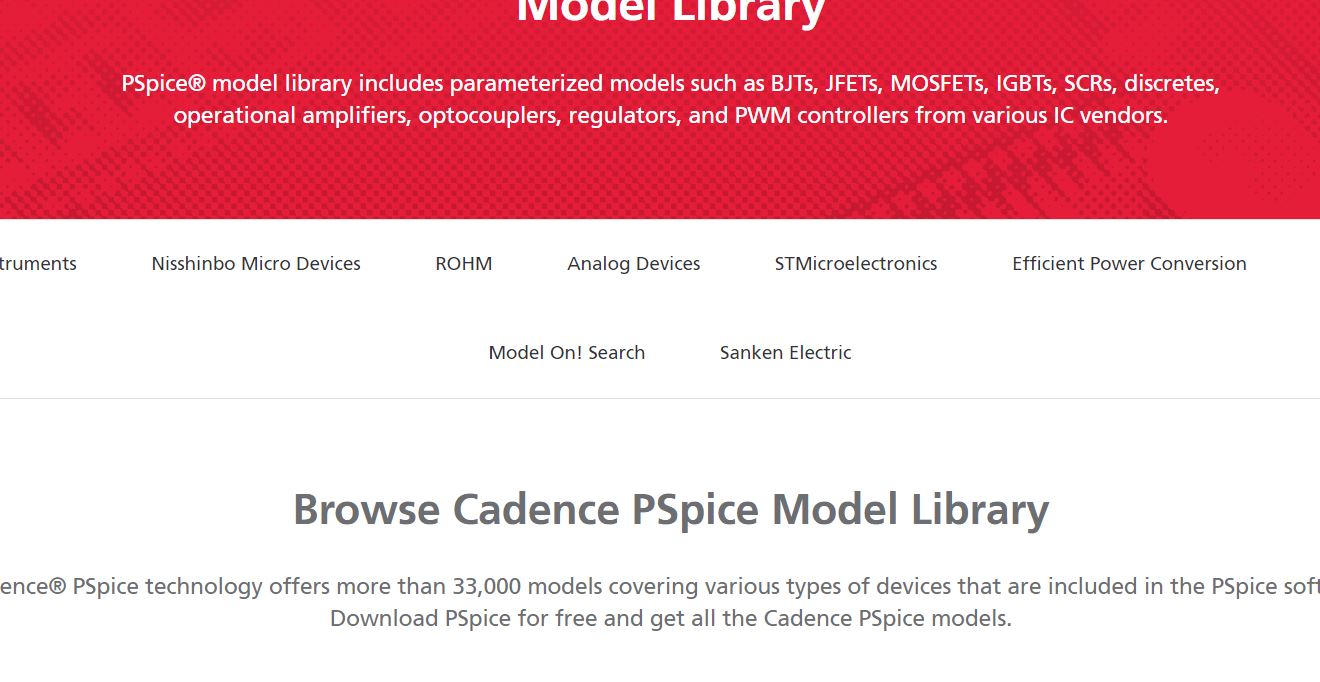 Model Library
PSpice® model library includes parameterized models such as BJTs, JFETs, MOSFETs, IGBTs, SCRs, discretes,
operational amplifiers, optocouplers, regulators, and PWM controllers from various IC vendors.
truments Nisshinbo Micro Devices ROHM Analog Devices STMicroelectronics Efficient Power Conversion
Model On! Search Sanken Electric
Browse Cadence PSpice Model Library
ence® PSpice technology offers more than 33,000 models covering various types of devices that are included in the PSpice soft
Download PSpice for free and get all the Cadence PSpice models.